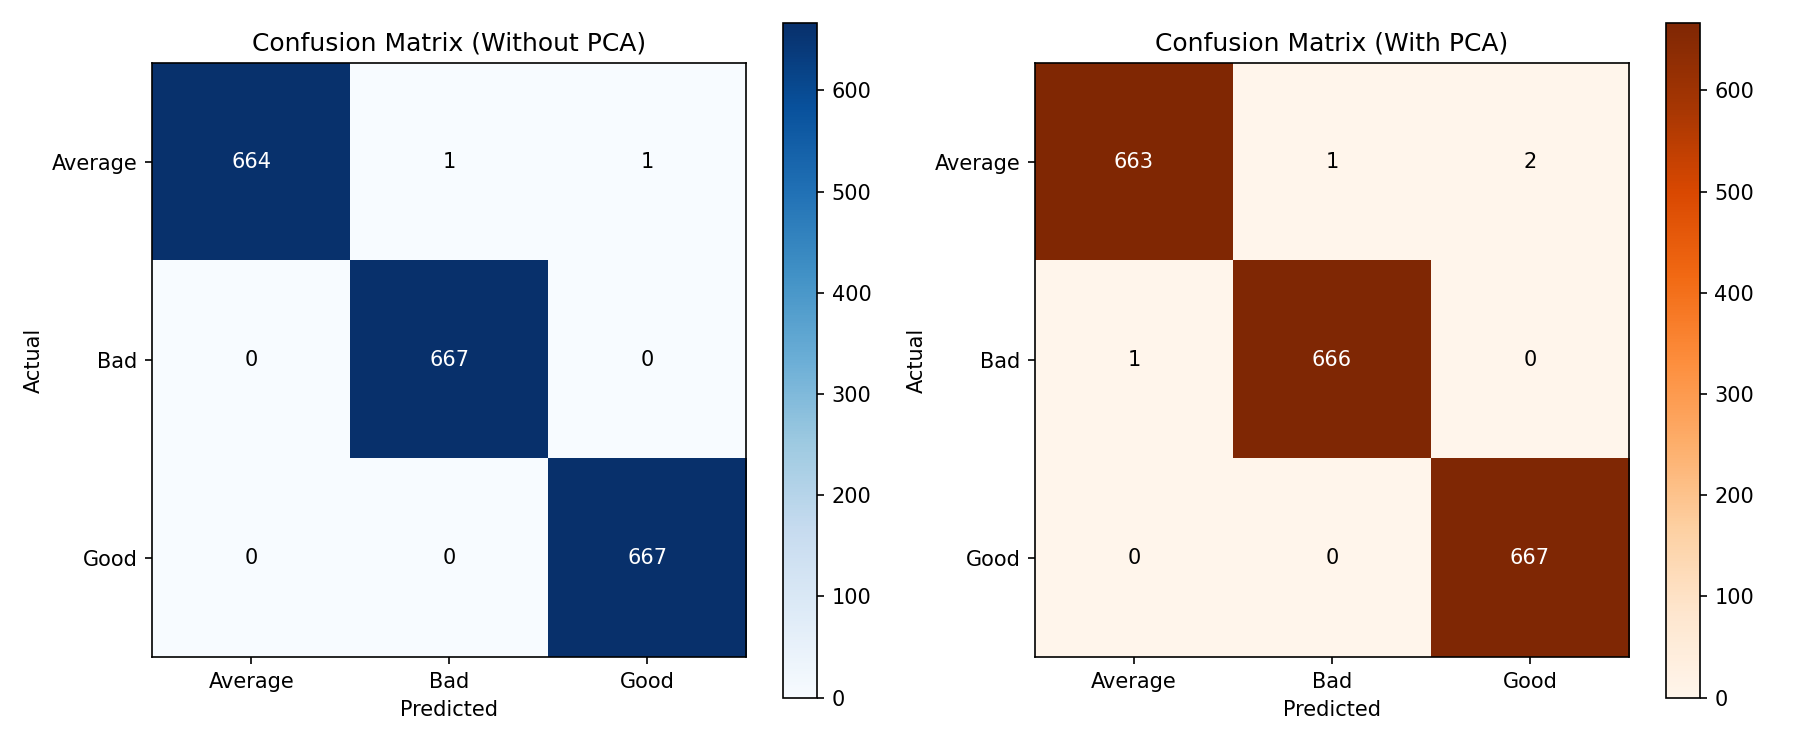 Confusion Matrix (Without PCA)
600
500
400
300
200
100
0
Actual
Average
Bad
Good
664 1 1
0 667 0
0 0 667
Average Bad Good
Predicted
Confusion Matrix (With PCA)
600
500
400
300
200
100
0
Actual
Average
Bad
Good
663 1 2
1 666 0
0 0 667
Average Bad Good
Predicted